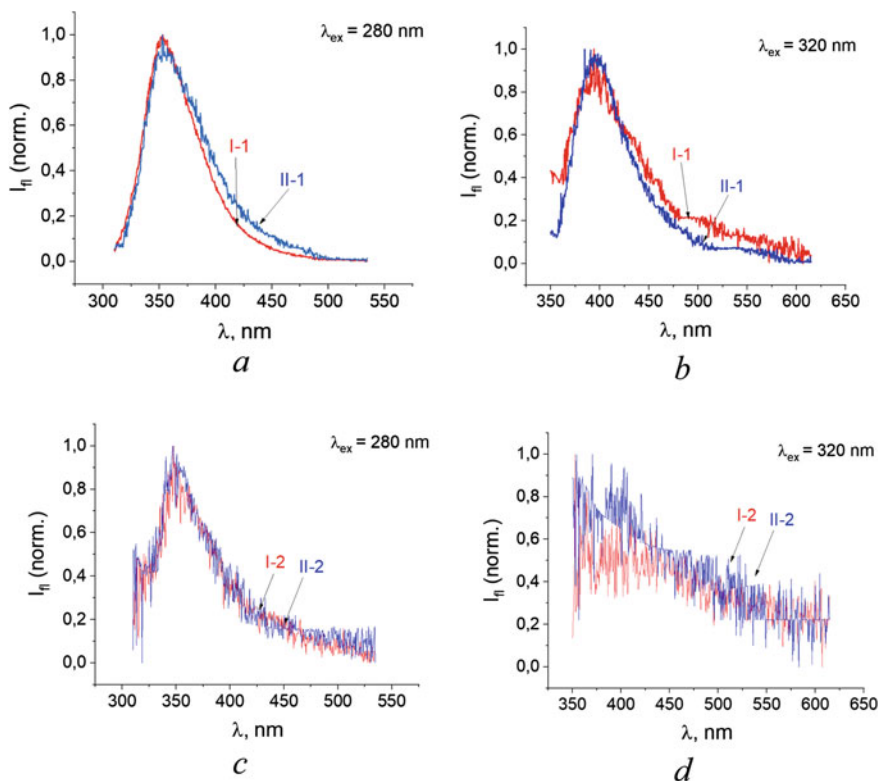 λex = 280 nm
1,0
0,8
0,6
0,4
0,2
0,0
Ifl (norm.)
I-1
II-1
300 350 400 450 500 550
λ, nm
a
λex = 320 nm
1,0
0,8
0,6
0,4
0,2
0,0
Ifl (norm.)
I-1
II-1
350 400 450 500 550 600 650
λ, nm
b
λex = 280 nm
1,0
0,8
0,6
0,4
0,2
0,0
Ifl (norm.)
I-2
II-2
300 350 400 450 500 550
λ, nm
c
λex = 320 nm
1,0
0,8
0,6
0,4
0,2
0,0
Ifl (norm.)
I-2
II-2
350 400 450 500 550 600 650
λ, nm
d